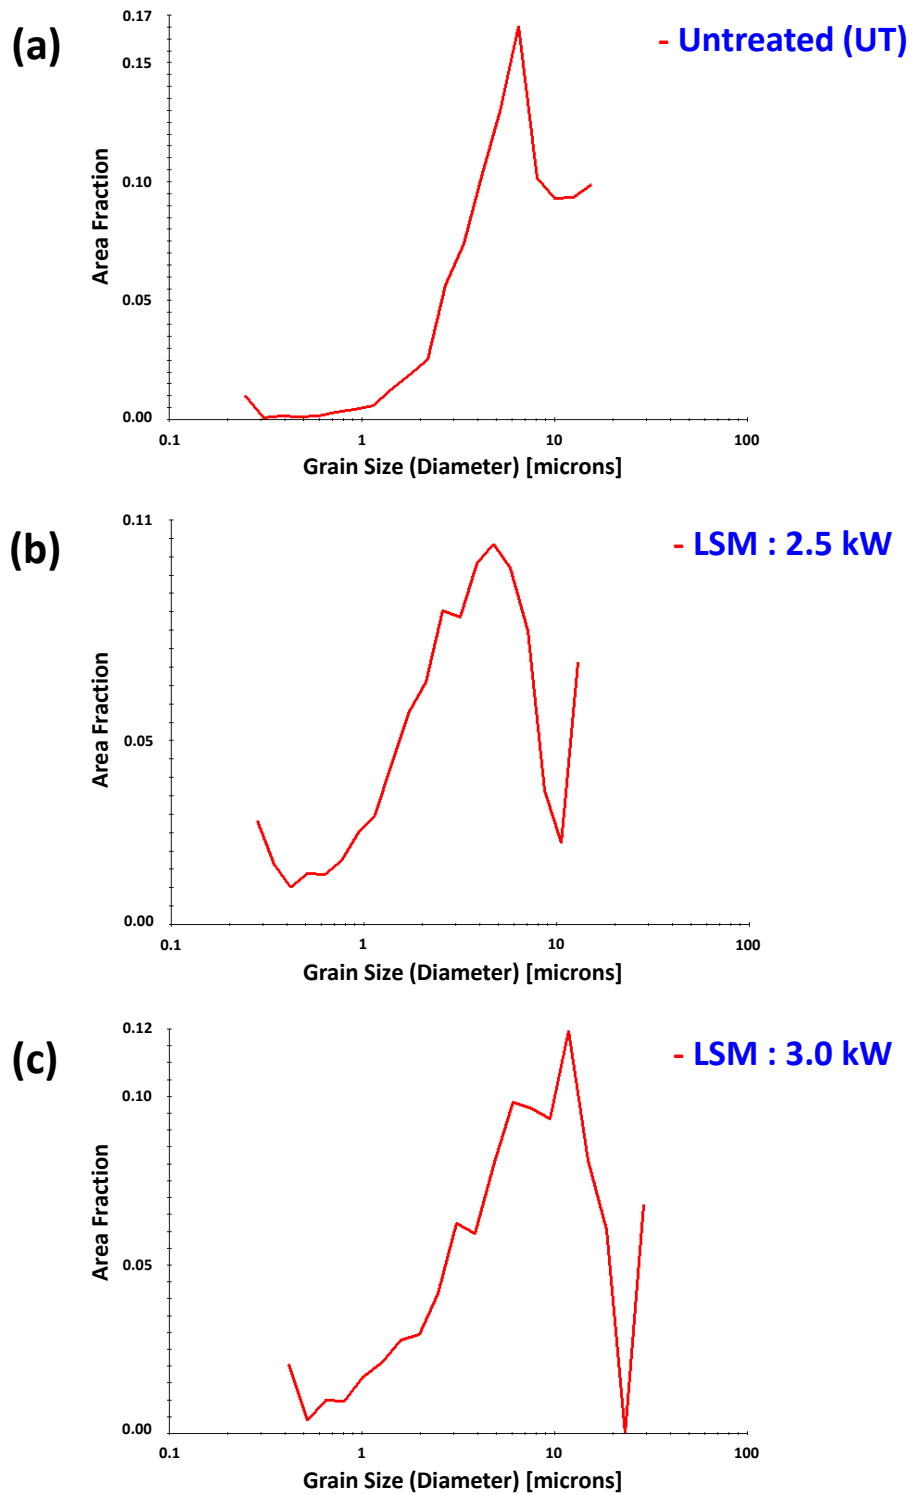 (a)
- Untreated (UT)
0.17
0.15
0.10
0.05
0.00
Area Fraction
0.1 1 10 100
Grain Size (Diameter) [microns]
(b)
- LSM : 2.5 kW
0.11
0.05
0.00
Area Fraction
0.1 1 10 100
Grain Size (Diameter) [microns]
(c)
- LSM : 3.0 kW
0.12
0.10
0.05
0.00
Area Fraction
0.1 1 10 100
Grain Size (Diameter) [microns]